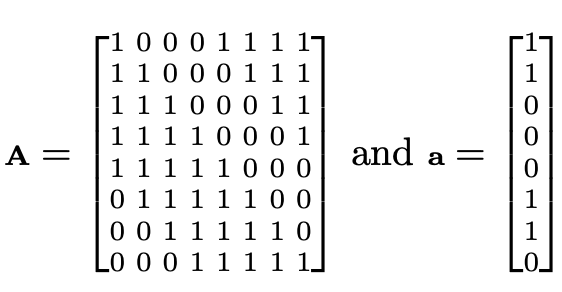 A = [1 0 0 0 1 1 1 1
1 1 0 0 0 1 1 1
1 1 1 0 0 0 1 1
1 1 1 1 0 0 0 1
1 1 1 1 1 0 0 0
0 1 1 1 1 1 0 0
0 0 1 1 1 1 1 0
0 0 0 1 1 1 1 1] and a = [1
1
0
0
0
1
1
0]